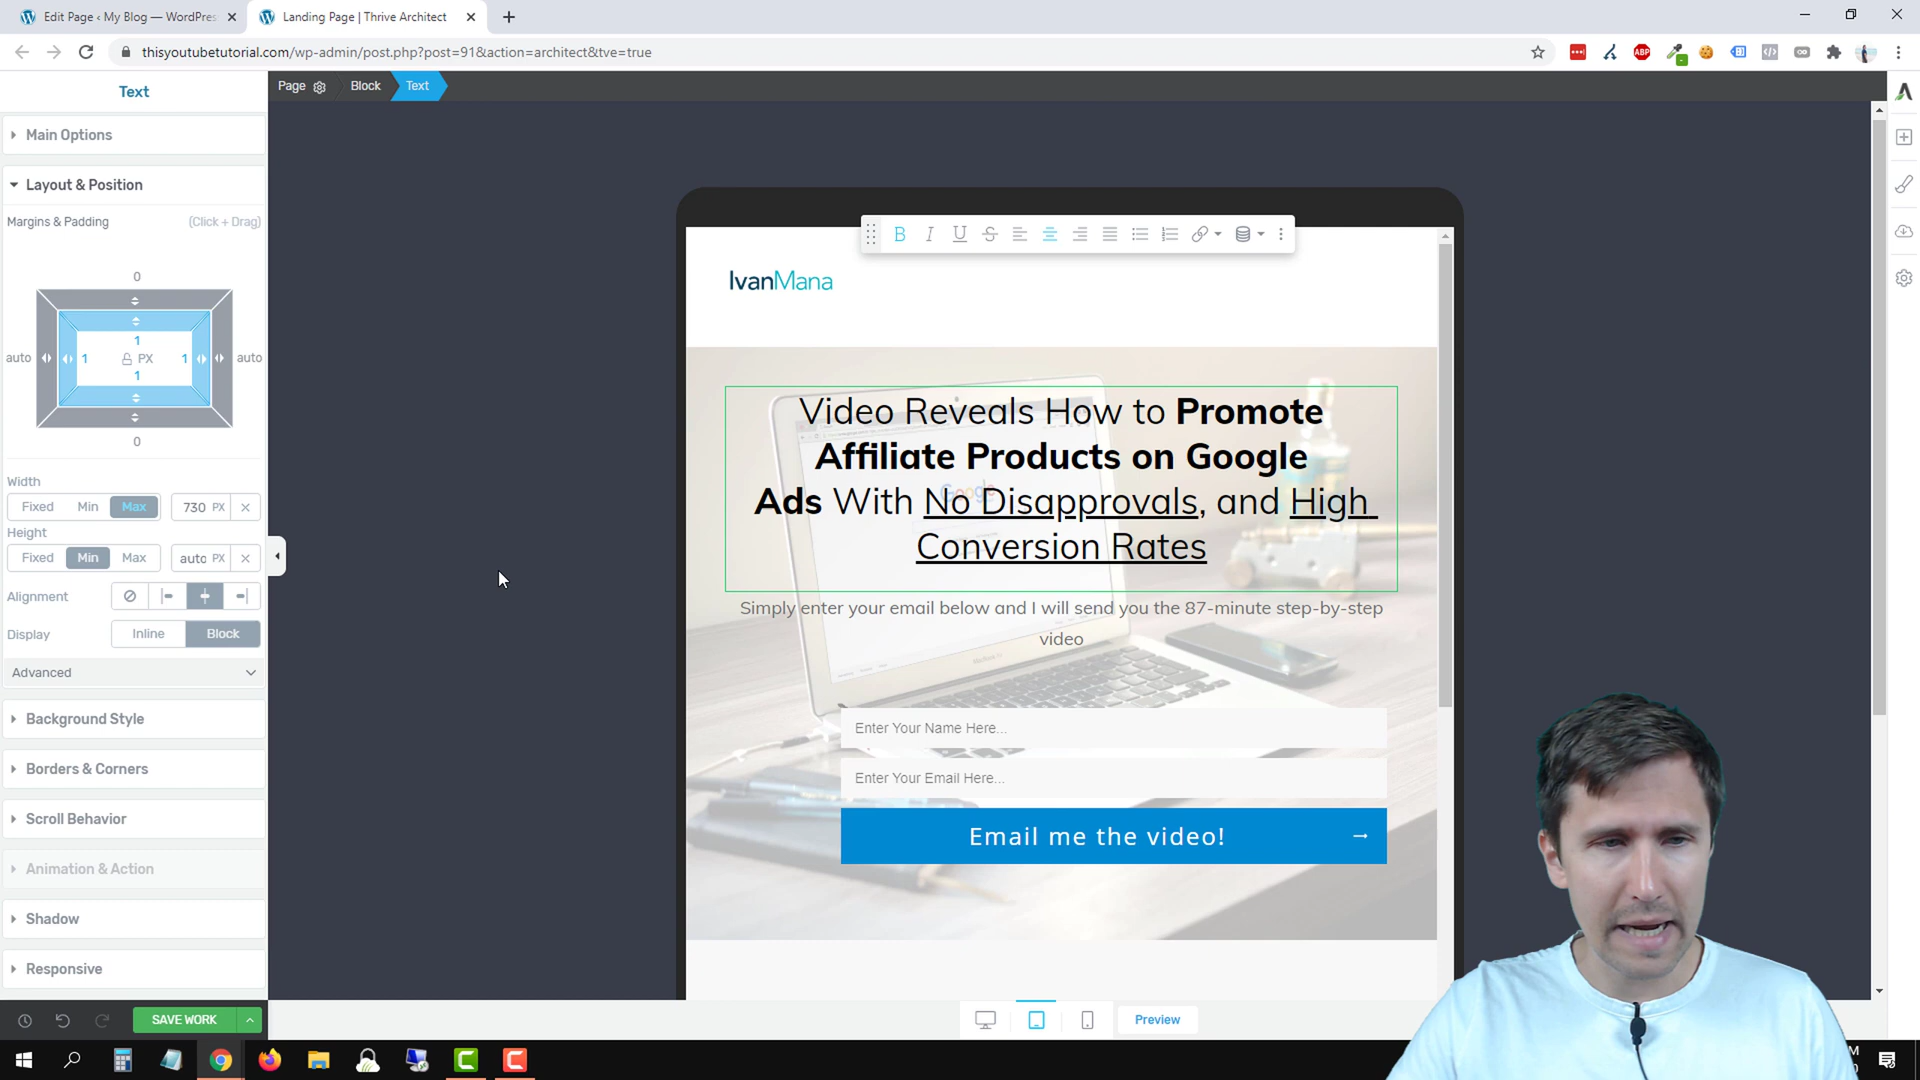 Edit Page ‹ My Blog — WordPres
Landing Page | Thrive Architect
thisyoutubetutorial.com/wp-admin/post.php?post=91&action=architect&tve=true
ABP
Text
Page
Block
Text
Main Options
Layout & Position
Margins & Padding
(Click + Drag)
0
1
auto
1
PX
1
auto
1
0
Width
Fixed
Min
Max
730 PX
Height
Fixed
Min
Max
auto PX
Alignment
Display
Inline
Block
Advanced
Background Style
Borders & Corners
Scroll Behavior
Animation & Action
Shadow
Responsive
SAVE WORK
B I U S
IvanMana
Video Reveals How to Promote
Affiliate Products on Google
Ads With No Disapprovals, and High
Conversion Rates
Simply enter your email below and I will send you the 87-minute step-by-step
video
Enter Your Name Here...
Enter Your Email Here...
Email me the video! →
Preview